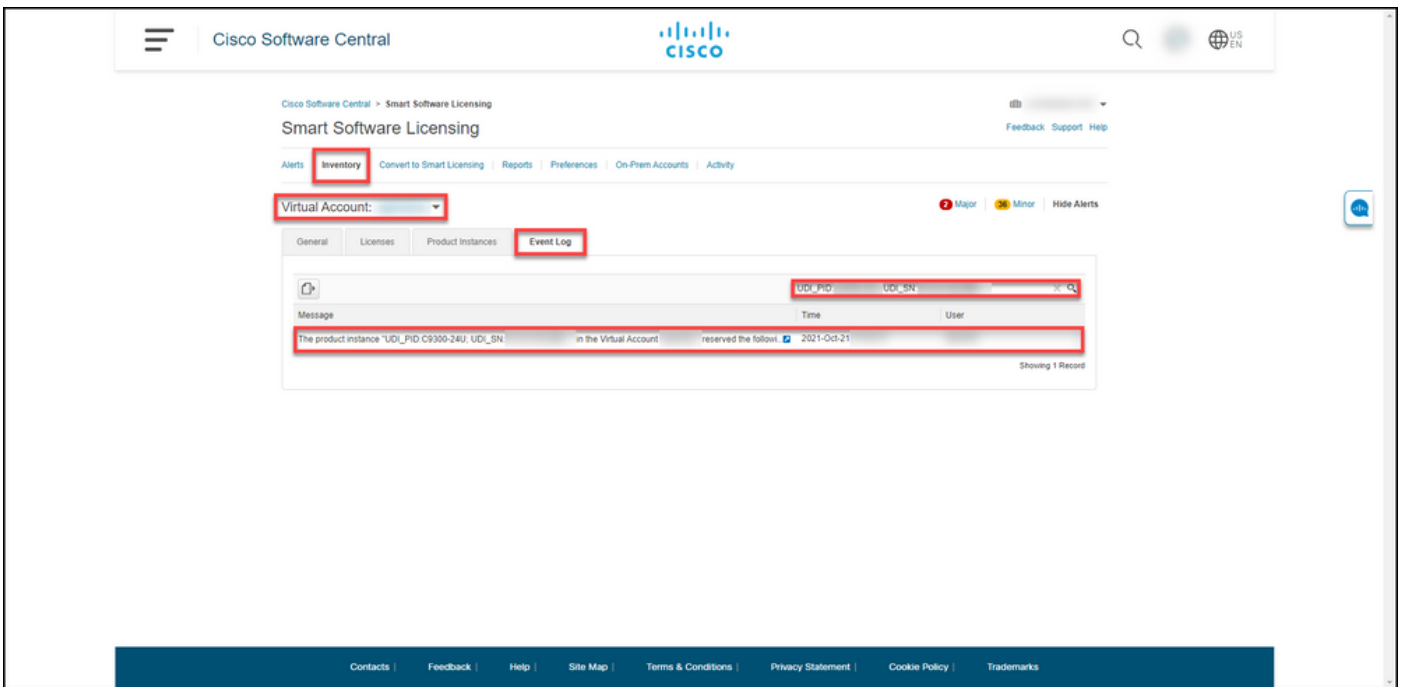 Cisco Software Central
CISCO
US
EN
Cisco Software Central > Smart Software Licensing
Smart Software Licensing
Feedback Support Help
Alerts Inventory Convert to Smart Licensing | Reports | Preferences | On-Prem Accounts | Activity
Virtual Account:
2 Major | 36 Minor | Hide Alerts
General Licenses Product Instances Event Log
UDI_PID: UDI_SN:
Message Time User
The product instance "UDI_PID:C9300-24U; UDI_SN: in the Virtual Account reserved the followi.. 2021-Oct-21
Showing 1 Record
Contacts | Feedback | Help | Site Map | Terms & Conditions | Privacy Statement | Cookie Policy | Trademarks